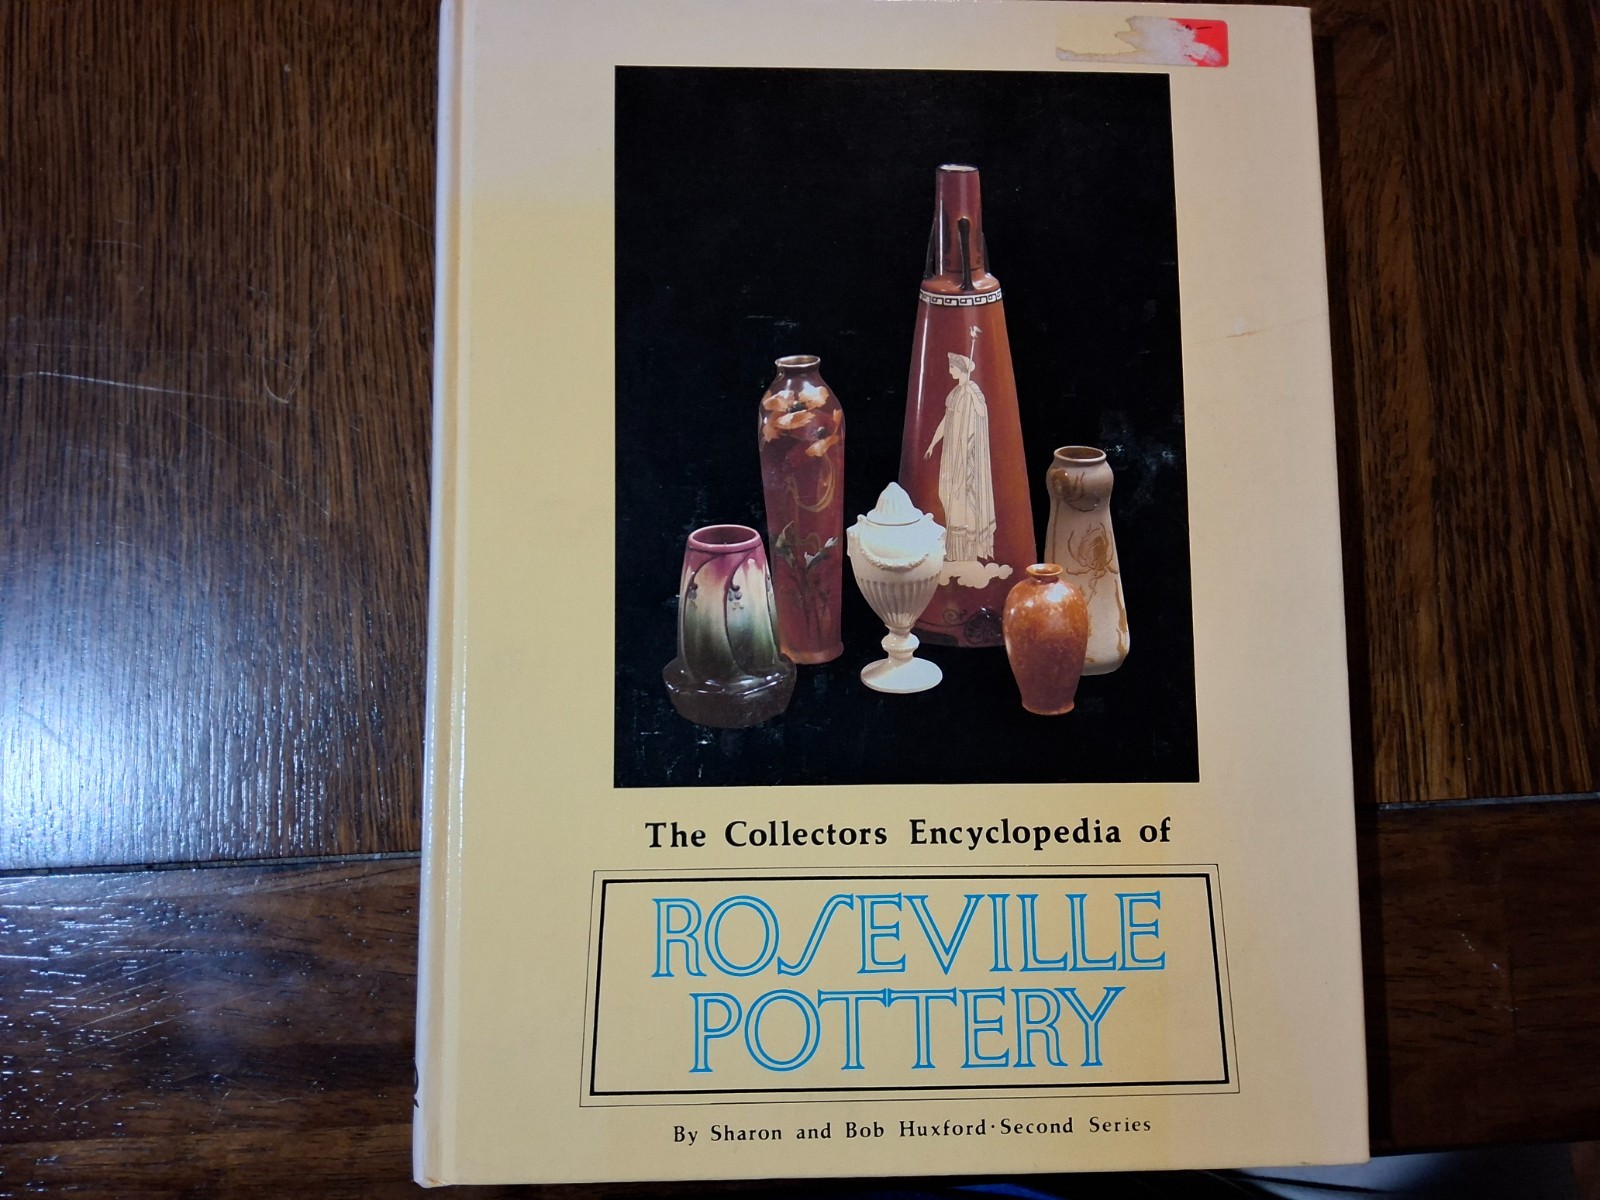 The Collectors Encyclopedia of
ROSEVILLE
POTTERY
By Sharon and Bob Huxford·Second Series